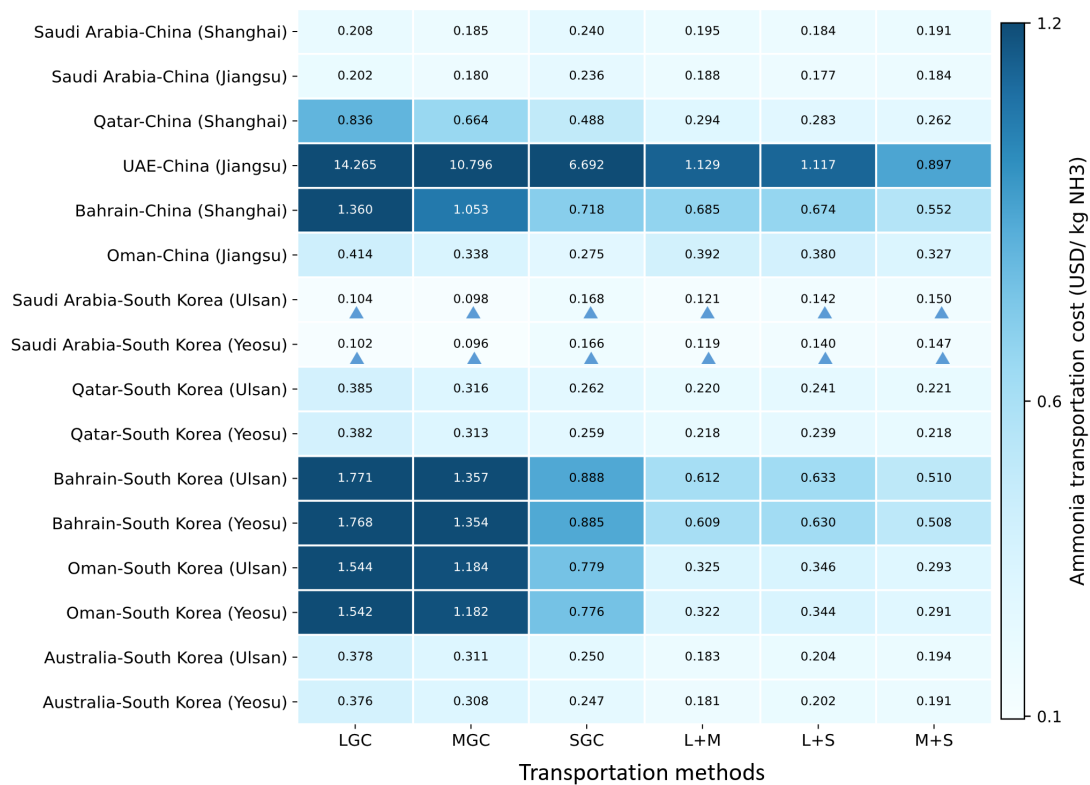 Saudi Arabia-China (Shanghai) 0.208 0.185 0.240 0.195 0.184 0.191
Saudi Arabia-China (Jiangsu) 0.202 0.180 0.236 0.188 0.177 0.184
Qatar-China (Shanghai) 0.836 0.664 0.488 0.294 0.283 0.262
UAE-China (Jiangsu) 14.265 10.796 6.692 1.129 1.117 0.897
Bahrain-China (Shanghai) 1.360 1.053 0.718 0.685 0.674 0.552
Oman-China (Jiangsu) 0.414 0.338 0.275 0.392 0.380 0.327
Saudi Arabia-South Korea (Ulsan) 0.104 0.098 0.168 0.121 0.142 0.150
Saudi Arabia-South Korea (Yeosu) 0.102 0.096 0.166 0.119 0.140 0.147
Qatar-South Korea (Ulsan) 0.385 0.316 0.262 0.220 0.241 0.221
Qatar-South Korea (Yeosu) 0.382 0.313 0.259 0.218 0.239 0.218
Bahrain-South Korea (Ulsan) 1.771 1.357 0.888 0.612 0.633 0.510
Bahrain-South Korea (Yeosu) 1.768 1.354 0.885 0.609 0.630 0.508
Oman-South Korea (Ulsan) 1.544 1.184 0.779 0.325 0.346 0.293
Oman-South Korea (Yeosu) 1.542 1.182 0.776 0.322 0.344 0.291
Australia-South Korea (Ulsan) 0.378 0.311 0.250 0.183 0.204 0.194
Australia-South Korea (Yeosu) 0.376 0.308 0.247 0.181 0.202 0.191
LGC MGC SGC L+M L+S M+S
Transportation methods
1.2
0.6
0.1
Ammonia transportation cost (USD/ kg NH3)